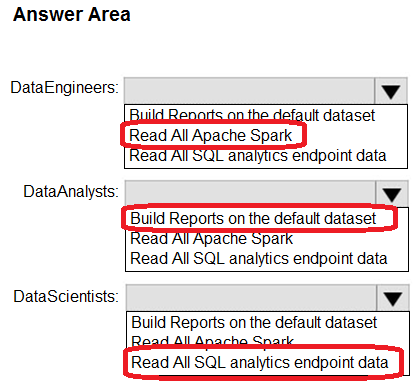 Answer Area
DataEngineers:
Build Reports on the default dataset
Read All Apache Spark
Read All SQL analytics endpoint data
DataAnalysts:
Build Reports on the default dataset
Read All Apache Spark
Read All SQL analytics endpoint data
DataScientists:
Build Reports on the default dataset
Read All Apache Spark
Read All SQL analytics endpoint data